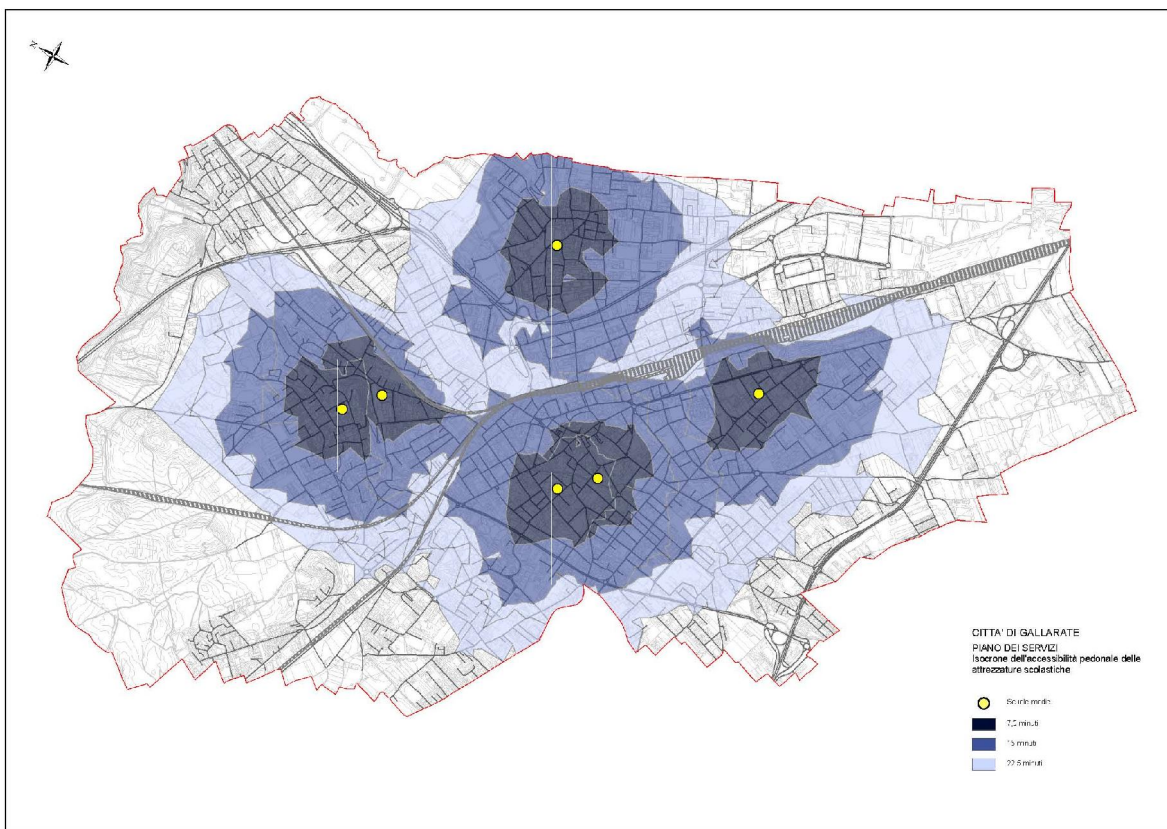 N
CITTA' DI GALLARATE
PIANO DEI SERVIZI
Isocrone dell'accessibilità pedonale delle
attrezzature scolastiche
Scuole medie
7,5 minuti
15 minuti
22,5 minuti